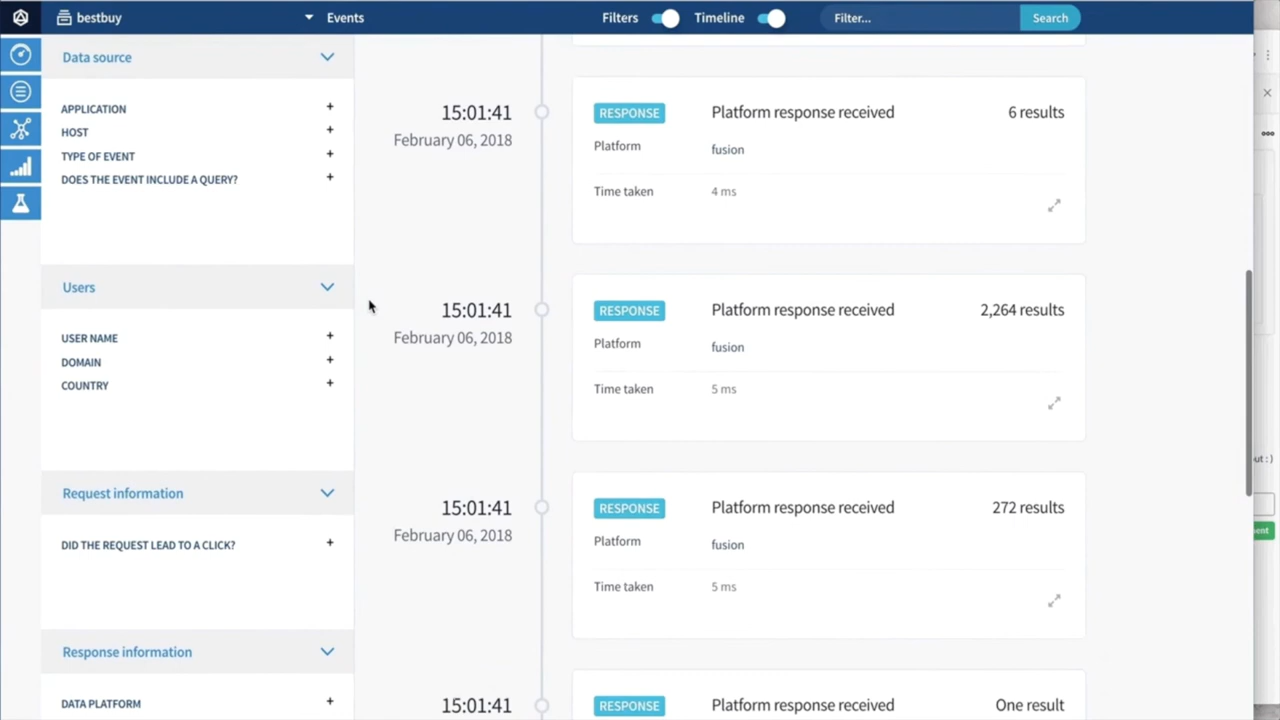 bestbuy
Events
Filters
Timeline
Filter...
Search
Data source
APPLICATION +
HOST +
TYPE OF EVENT +
DOES THE EVENT INCLUDE A QUERY? +
Users
USER NAME +
DOMAIN +
COUNTRY +
Request information
DID THE REQUEST LEAD TO A CLICK? +
Response information
DATA PLATFORM +
15:01:41
February 06, 2018
RESPONSE Platform response received 6 results
Platform fusion
Time taken 4 ms
15:01:41
February 06, 2018
RESPONSE Platform response received 2,264 results
Platform fusion
Time taken 5 ms
15:01:41
February 06, 2018
RESPONSE Platform response received 272 results
Platform fusion
Time taken 5 ms
15:01:41
RESPONSE Platform response received One result
ut :)
ent